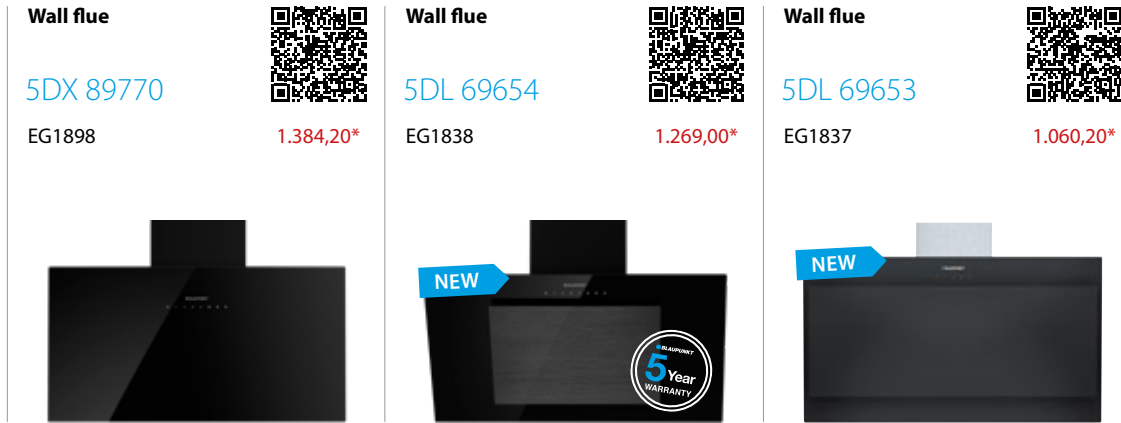 Wall flue
5DX 89770
EG1898 1.384,20*
Wall flue
5DL 69654
EG1838 1.269,00*
NEW
BLAUPUNKT
5 Year
WARRANTY
Wall flue
5DL 69653
EG1837 1.060,20*
NEW